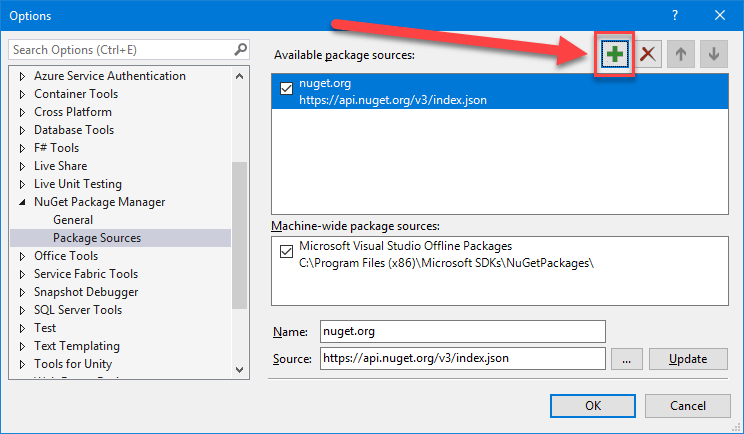 Options
?
Search Options (Ctrl+E)
Azure Service Authentication
Container Tools
Cross Platform
Database Tools
F# Tools
Live Share
Live Unit Testing
NuGet Package Manager
General
Package Sources
Office Tools
Service Fabric Tools
Snapshot Debugger
SQL Server Tools
Test
Text Templating
Tools for Unity
Available package sources:
nuget.org
https://api.nuget.org/v3/index.json
Machine-wide package sources:
Microsoft Visual Studio Offline Packages
C:\Program Files (x86)\Microsoft SDKs\NuGetPackages\
Name: nuget.org
Source: https://api.nuget.org/v3/index.json ... Update
OK Cancel